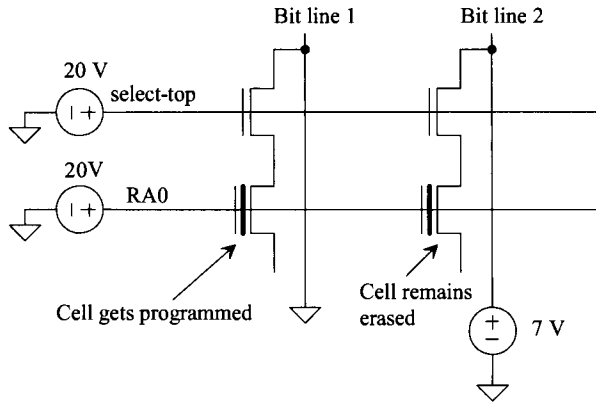 Bit line 1
Bit line 2
20 V
select-top
20V
RA0
Cell gets programmed
Cell remains
erased
7 V